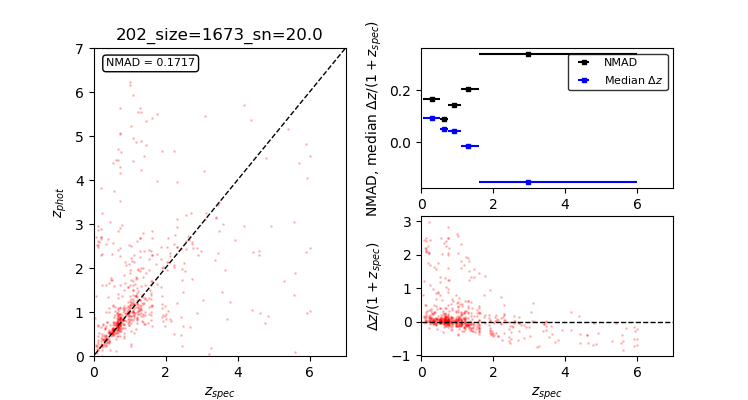 202_size=1673_sn=20.0
NMAD = 0.1717
z_phot
7
6
5
4
3
2
1
0
0 2 4 6
z_spec
NMAD, median Δz/(1 + z_spec)
NMAD
Median Δz
0.2
0.0
0 2 4 6
Δz/(1 + z_spec)
3
2
1
0
−1
0 2 4 6
z_spec